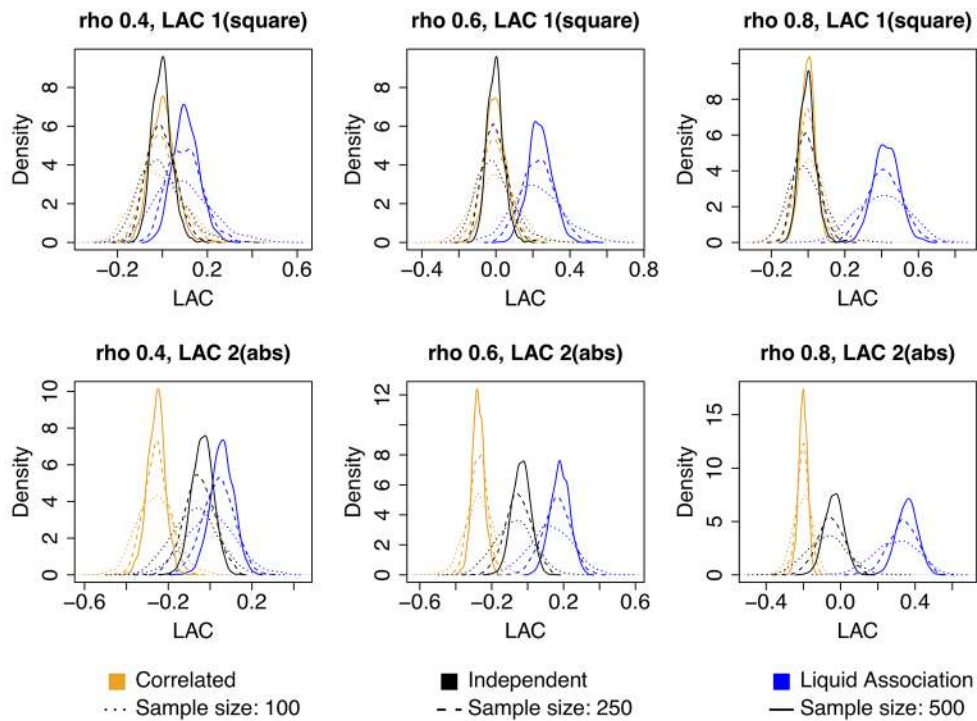 rho 0.4, LAC 1(square)
rho 0.6, LAC 1(square)
rho 0.8, LAC 1(square)
Density
0 2 4 6 8
−0.2 0.2 0.6
LAC
Density
0 2 4 6 8
−0.4 0.0 0.4 0.8
LAC
Density
0 2 4 6 8
−0.2 0.2 0.6
LAC
rho 0.4, LAC 2(abs)
rho 0.6, LAC 2(abs)
rho 0.8, LAC 2(abs)
Density
0 2 4 6 8 10
−0.6 −0.2 0.2
LAC
Density
0 2 4 6 8 12
−0.6 −0.2 0.2 0.6
LAC
Density
0 5 10 15
−0.4 0.0 0.4
LAC
Correlated
Independent
Liquid Association
Sample size: 100
Sample size: 250
Sample size: 500